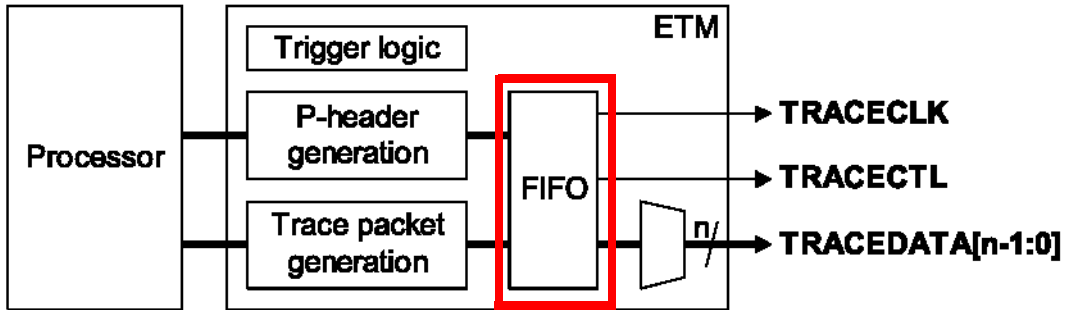 ETM
Trigger logic
Processor
P-header
generation
Trace packet
generation
FIFO
n
TRACECLK
TRACECTL
TRACEDATA[n-1:0]